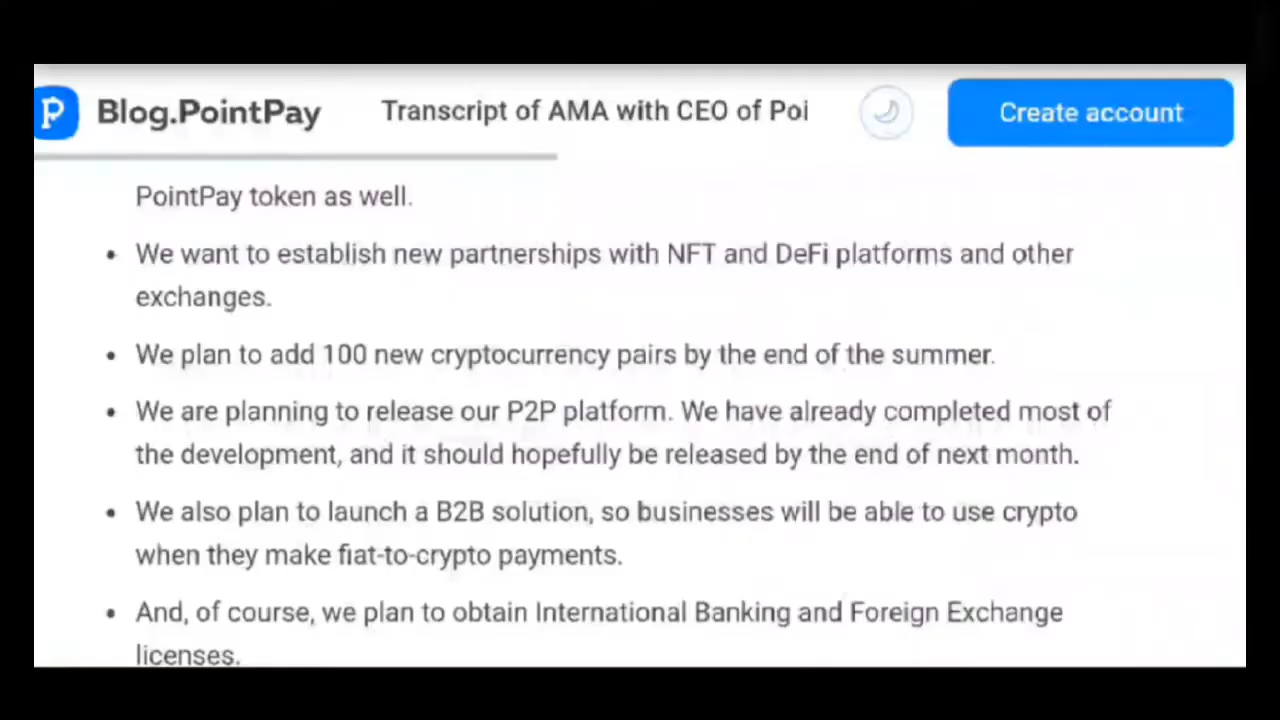 Blog.PointPay
Transcript of AMA with CEO of Poi
Create account
PointPay token as well.
• We want to establish new partnerships with NFT and DeFi platforms and other
exchanges.
• We plan to add 100 new cryptocurrency pairs by the end of the summer.
• We are planning to release our P2P platform. We have already completed most of
the development, and it should hopefully be released by the end of next month.
• We also plan to launch a B2B solution, so businesses will be able to use crypto
when they make fiat-to-crypto payments.
• And, of course, we plan to obtain International Banking and Foreign Exchange
licenses.